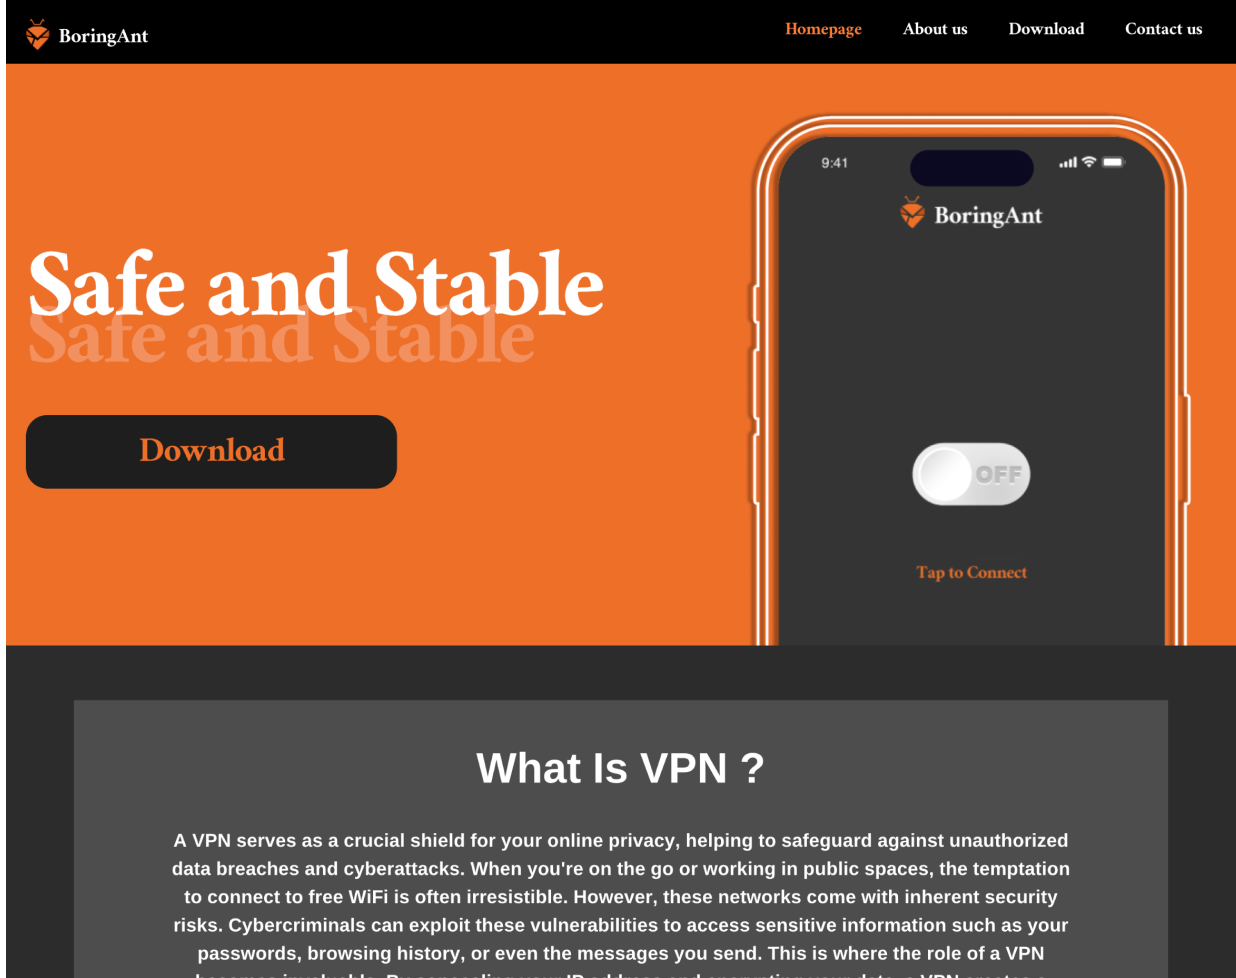 BoringAnt
Homepage
About us
Download
Contact us
Safe and Stable
Safe and Stable
Download
9:41
BoringAnt
OFF
Tap to Connect
What Is VPN ?
A VPN serves as a crucial shield for your online privacy, helping to safeguard against unauthorized
data breaches and cyberattacks. When you're on the go or working in public spaces, the temptation
to connect to free WiFi is often irresistible. However, these networks come with inherent security
risks. Cybercriminals can exploit these vulnerabilities to access sensitive information such as your
passwords, browsing history, or even the messages you send. This is where the role of a VPN